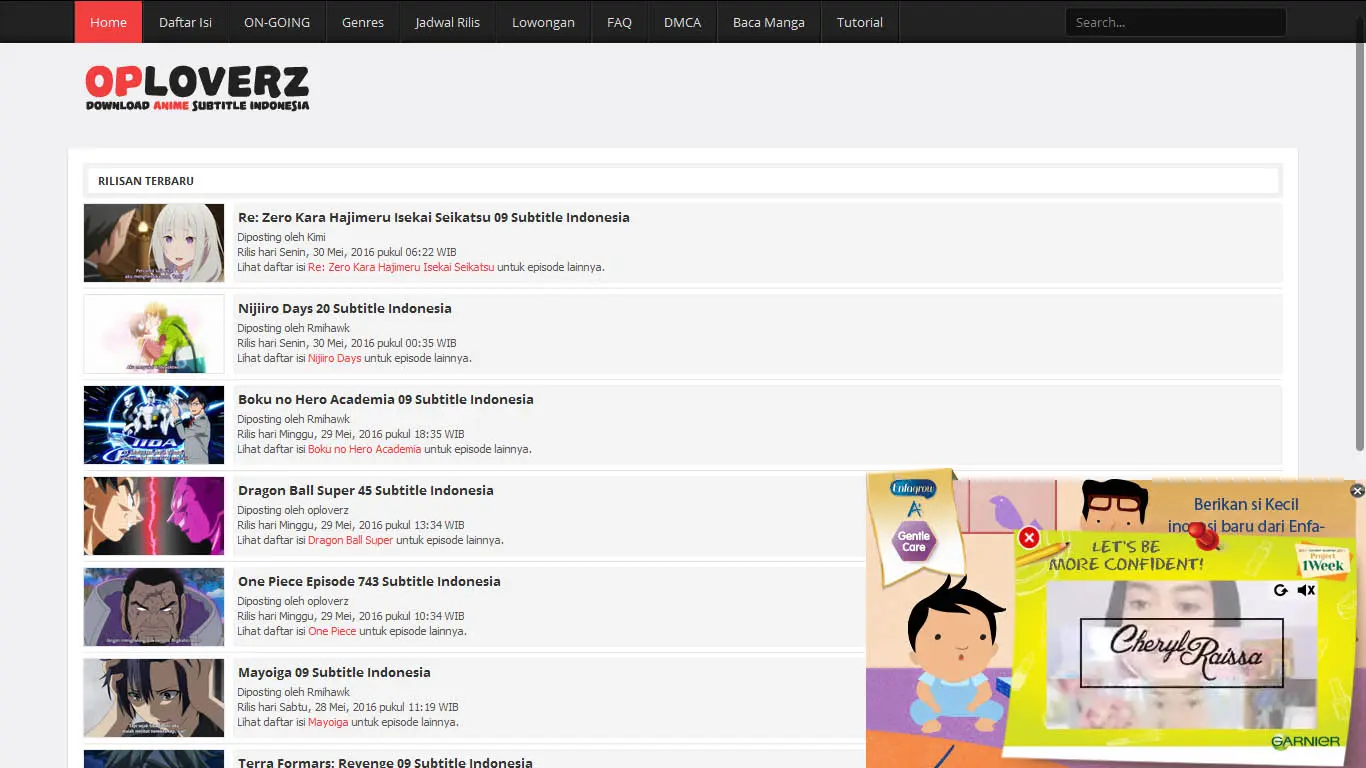 Home Daftar Isi ON-GOING Genres Jadwal Rilis Lowongan FAQ DMCA Baca Manga Tutorial Search...
OPLOVERZ
DOWNLOAD ANIME SUBTITLE INDONESIA
RILISAN TERBARU
Re: Zero Kara Hajimeru Isekai Seikatsu 09 Subtitle Indonesia
Diposting oleh Kimi
Rilis hari Senin, 30 Mei, 2016 pukul 06:22 WIB
Lihat daftar isi Re: Zero Kara Hajimeru Isekai Seikatsu untuk episode lainnya.
Nijiiro Days 20 Subtitle Indonesia
Diposting oleh Rmihawk
Rilis hari Senin, 30 Mei, 2016 pukul 00:35 WIB
Lihat daftar isi Nijiiro Days untuk episode lainnya.
Boku no Hero Academia 09 Subtitle Indonesia
Diposting oleh Rmihawk
Rilis hari Minggu, 29 Mei, 2016 pukul 18:35 WIB
Lihat daftar isi Boku no Hero Academia untuk episode lainnya.
IIDA
Dragon Ball Super 45 Subtitle Indonesia
Diposting oleh oploverz
Rilis hari Minggu, 29 Mei, 2016 pukul 13:34 WIB
Lihat daftar isi Dragon Ball Super untuk episode lainnya.
One Piece Episode 743 Subtitle Indonesia
Diposting oleh oploverz
Rilis hari Minggu, 29 Mei, 2016 pukul 10:34 WIB
Lihat daftar isi One Piece untuk episode lainnya.
Mayoiga 09 Subtitle Indonesia
Diposting oleh Rmihawk
Rilis hari Sabtu, 28 Mei, 2016 pukul 11:19 WIB
Lihat daftar isi Mayoiga untuk episode lainnya.
Terra Formars: Revenge 09 Subtitle Indonesia
Enfagrow
A+
Gentle
Care
Berikan si Kecil
baru dari Enfa-
LET'S BE
MORE CONFIDENT!
Project
1Week
Cheryl Raissa
GARNIER